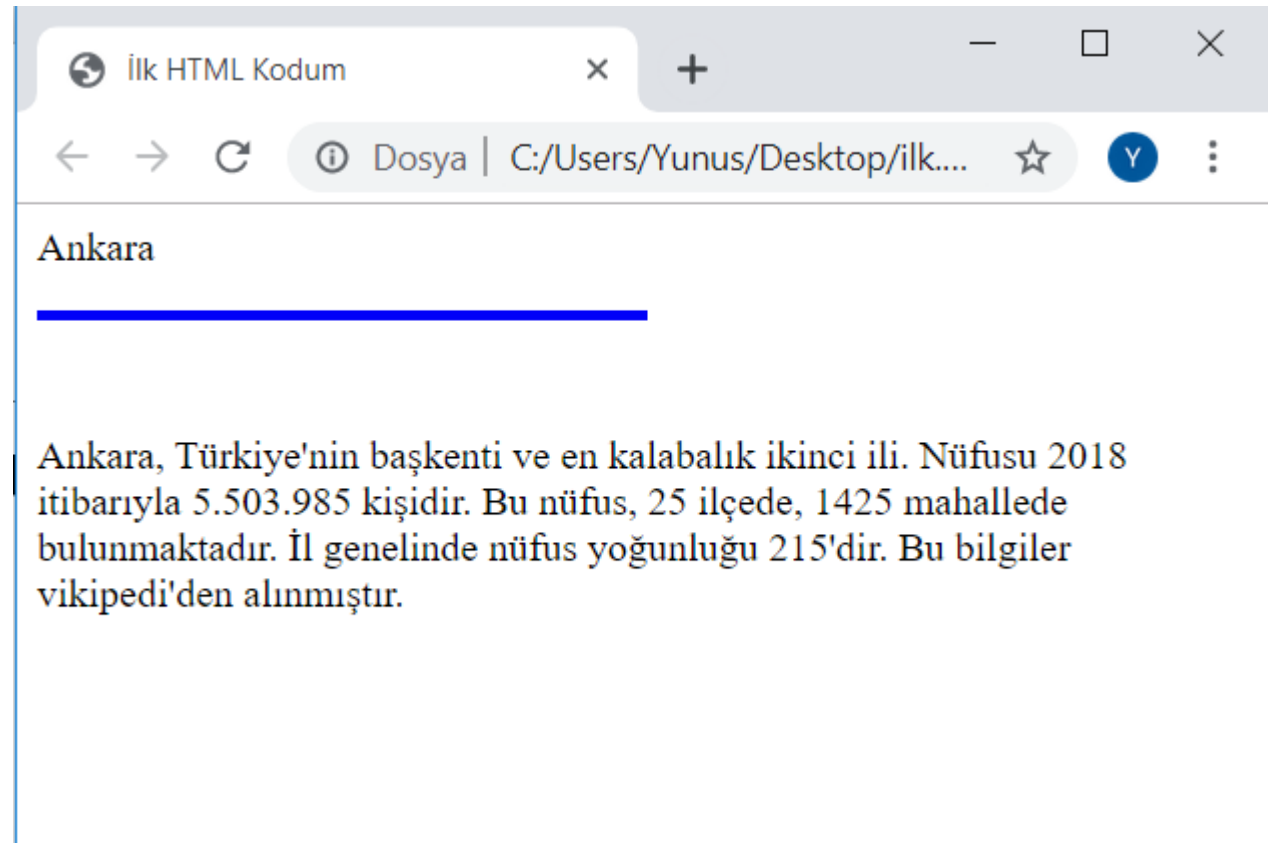 İlk HTML Kodum
Dosya | C:/Users/Yunus/Desktop/ilk....
Y
Ankara
Ankara, Türkiye'nin başkenti ve en kalabalık ikinci ili. Nüfusu 2018
itibarıyla 5.503.985 kişidir. Bu nüfus, 25 ilçede, 1425 mahallede
bulunmaktadır. İl genelinde nüfus yoğunluğu 215'dir. Bu bilgiler
vikipedi'den alınmıştır.